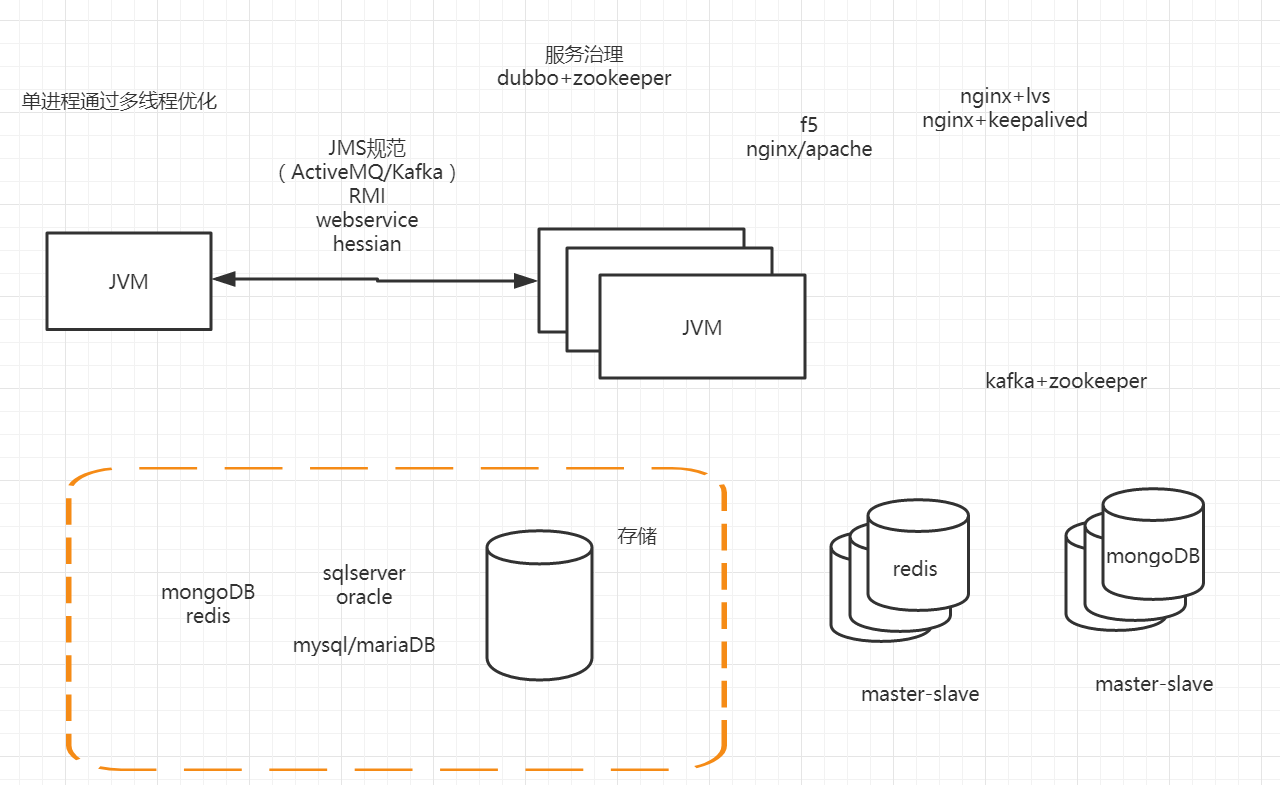 服务治理
dubbo+zookeeper
单进程通过多线程优化
nginx+lvs
nginx+keepalived
f5
nginx/apache
JMS规范
（ActiveMQ/Kafka）
RMI
webservice
hessian
JVM
JVM
kafka+zookeeper
存储
sqlserver
oracle
mongoDB
redis
mysql/mariaDB
redis
mongoDB
master-slave
master-slave